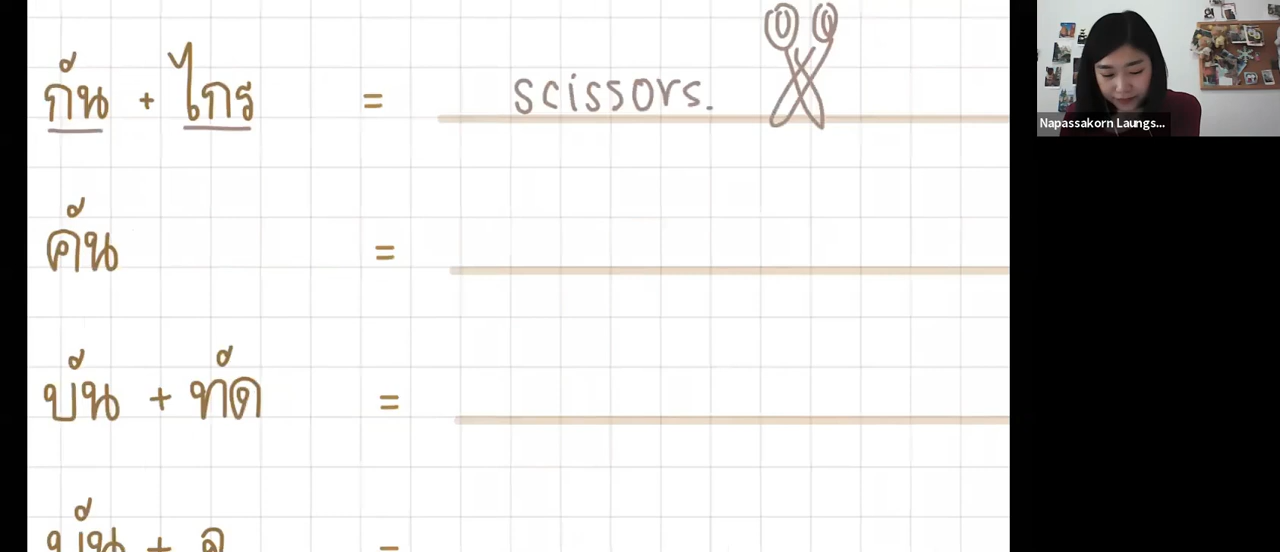 กัน + ไกร = scissors.
Napassakorn Laungs...
คัน =
บัน + ทัด =